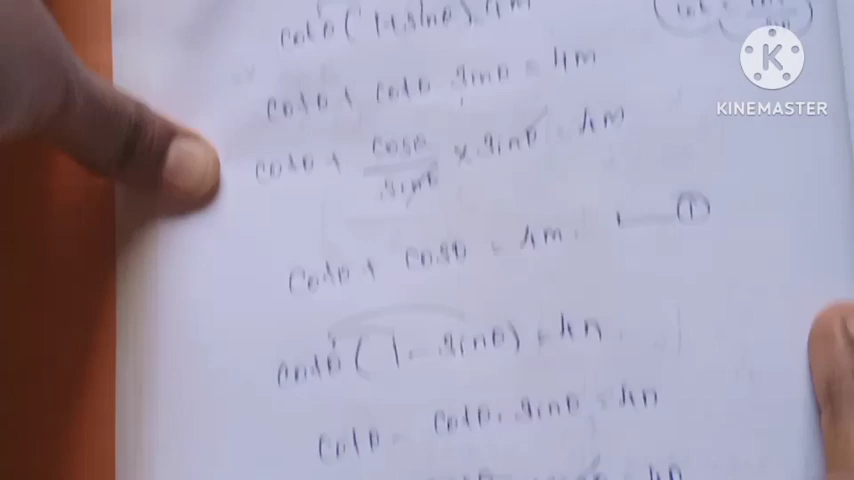 cotθ (1+sinθ) = 4m
K
KINEMASTER
cotθ + cotθ sinθ = 4m
cotθ + cosθ/sinθ × sinθ = 4m
cotθ + cosθ = 4m. ——— ①
cotθ (1 - sinθ) = 4n
cotθ - cotθ . sinθ = 4n